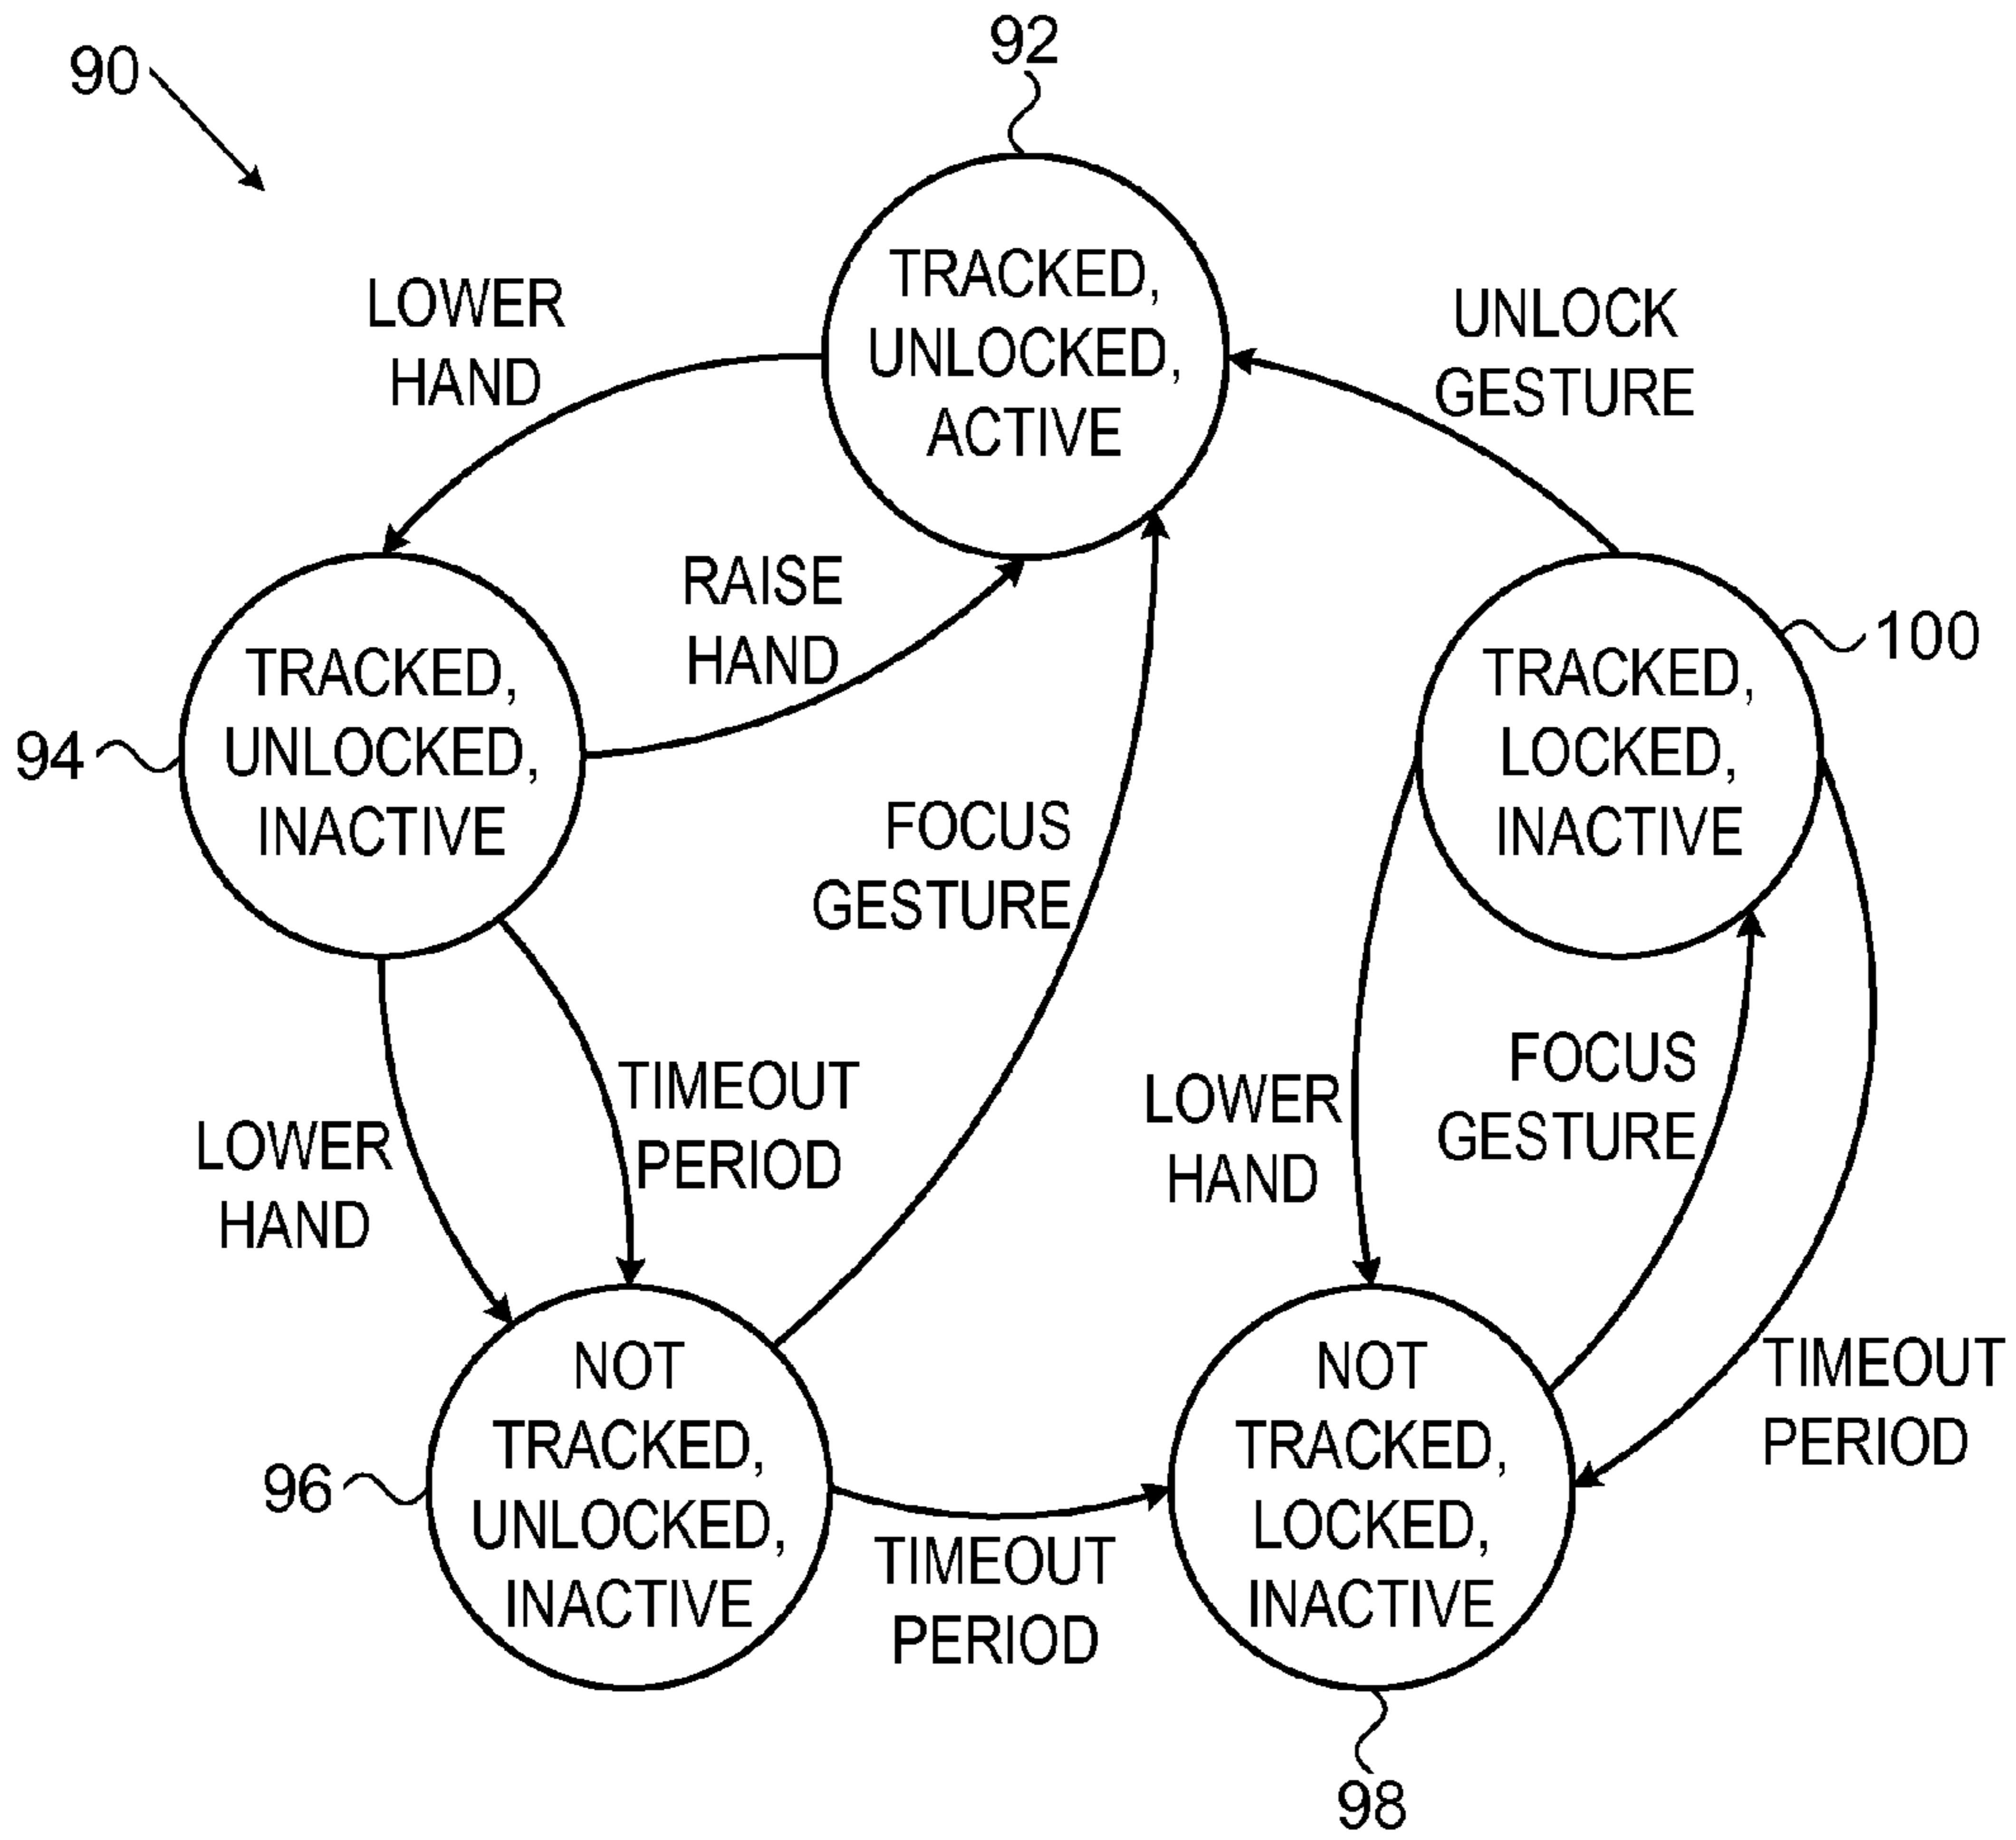 90
92
TRACKED,
UNLOCKED,
ACTIVE
LOWER
HAND
UNLOCK
GESTURE
RAISE
HAND
94
TRACKED,
UNLOCKED,
INACTIVE
100
TRACKED,
LOCKED,
INACTIVE
FOCUS
GESTURE
LOWER
HAND
TIMEOUT
PERIOD
LOWER
HAND
FOCUS
GESTURE
TIMEOUT
PERIOD
96
NOT
TRACKED,
UNLOCKED,
INACTIVE
TIMEOUT
PERIOD
NOT
TRACKED,
LOCKED,
INACTIVE
98